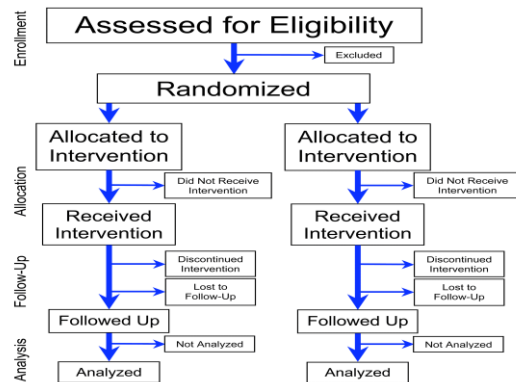 Enrollment
Assessed for Eligibility
Excluded
Randomized
Allocated to
Intervention
Allocated to
Intervention
Allocation
Did Not Receive
Intervention
Did Not Receive
Intervention
Received
Intervention
Received
Intervention
Follow-Up
Discontinued
Intervention
Discontinued
Intervention
Lost to
Follow-Up
Lost to
Follow-Up
Followed Up
Followed Up
Analysis
Not Analyzed
Not Analyzed
Analyzed
Analyzed